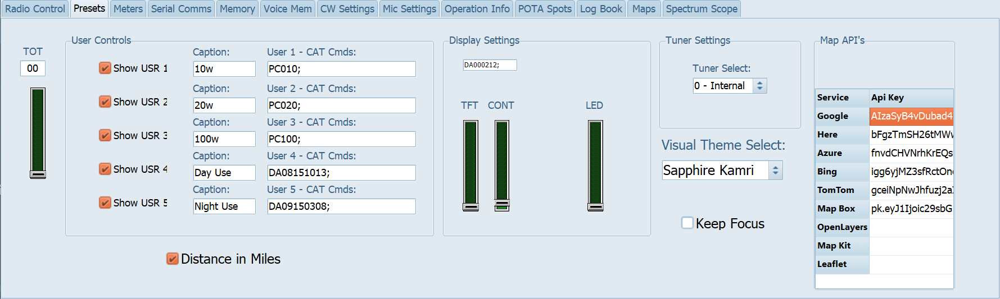 Radio Control Presets Meters Serial Comms Memory Voice Mem CW Settings Mic Settings Operation Info POTA Spots Log Book Maps Spectrum Scope
TOT
00
User Controls
Show USR 1
Caption:
10w
User 1 - CAT Cmds:
PC010;
Show USR 2
Caption:
20w
User 2 - CAT Cmds:
PC020;
Show USR 3
Caption:
100w
User 3 - CAT Cmds:
PC100;
Show USR 4
Caption:
Day Use
User 4 - CAT Cmds:
DA08151013;
Show USR 5
Caption:
Night Use
User 5 - CAT Cmds:
DA09150308;
Distance in Miles
Display Settings
DA000212;
TFT CONT LED
Tuner Settings
Tuner Select:
0 - Internal
Visual Theme Select:
Sapphire Kamri
Keep Focus
Map API's
Service Api Key
Google AIzaSyB4vDubad4
Here bFgzTmSH26tMWv
Azure fnvdCHVNrhKrEQs
Bing igg6yjMZ3sfRctOn
TomTom gceiNpNwJhfuzj2a
Map Box pk.eyJ1Ijoic29sbG
OpenLayers
Map Kit
Leaflet